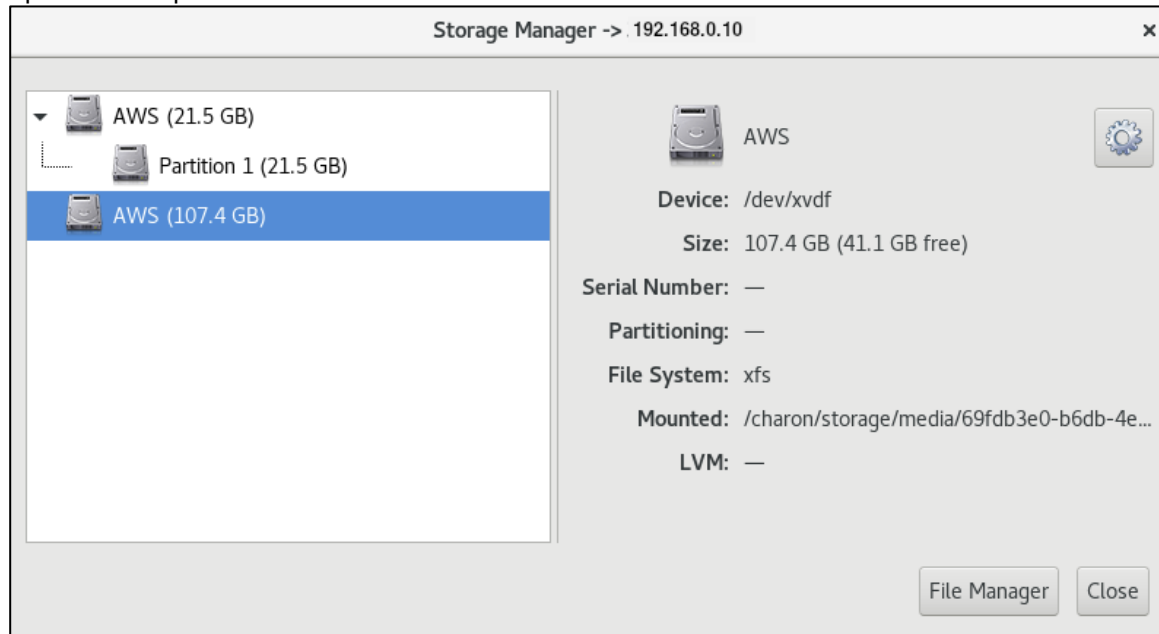 Storage Manager -> 192.168.0.10 ×
AWS (21.5 GB)
Partition 1 (21.5 GB)
AWS (107.4 GB)
AWS
Device: /dev/xvdf
Size: 107.4 GB (41.1 GB free)
Serial Number: —
Partitioning: —
File System: xfs
Mounted: /charon/storage/media/69fdb3e0-b6db-4e...
LVM: —
File Manager Close